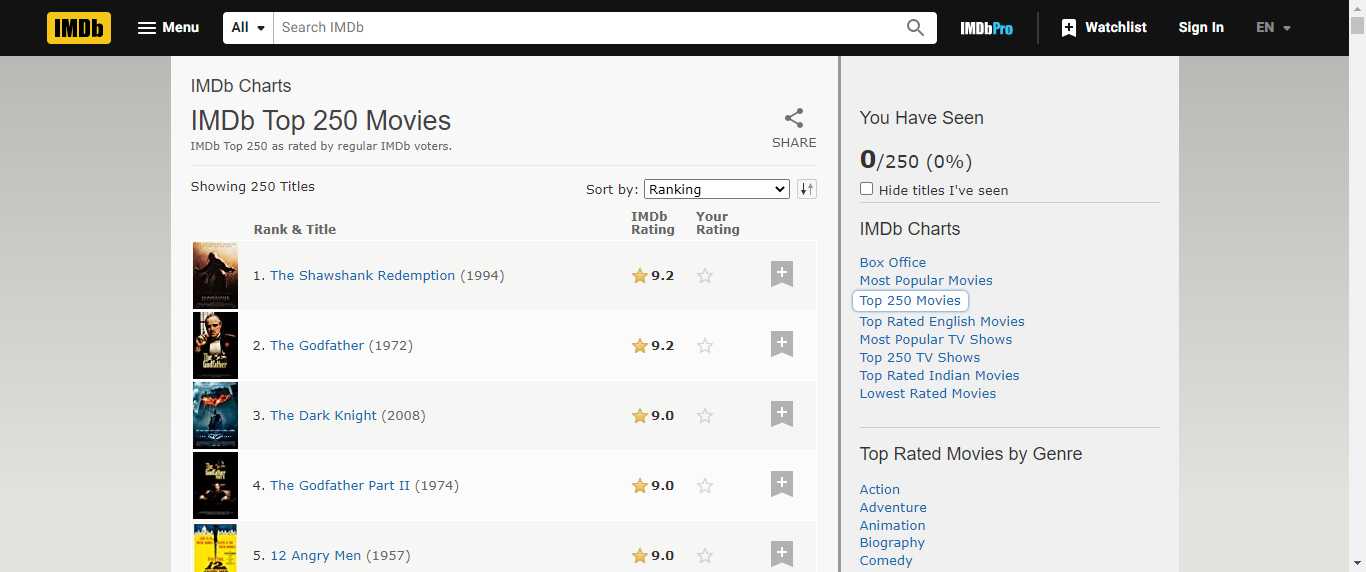 IMDb
Menu
All
Search IMDb
IMDbPro
Watchlist
Sign In
EN
IMDb Charts
IMDb Top 250 Movies
IMDb Top 250 as rated by regular IMDb voters.
SHARE
Showing 250 Titles
Sort by: Ranking
Rank & Title
IMDb Rating
Your Rating
1. The Shawshank Redemption (1994)
9.2
2. The Godfather (1972)
9.2
3. The Dark Knight (2008)
9.0
4. The Godfather Part II (1974)
9.0
5. 12 Angry Men (1957)
9.0
You Have Seen
0/250 (0%)
Hide titles I've seen
IMDb Charts
Box Office
Most Popular Movies
Top 250 Movies
Top Rated English Movies
Most Popular TV Shows
Top 250 TV Shows
Top Rated Indian Movies
Lowest Rated Movies
Top Rated Movies by Genre
Action
Adventure
Animation
Biography
Comedy